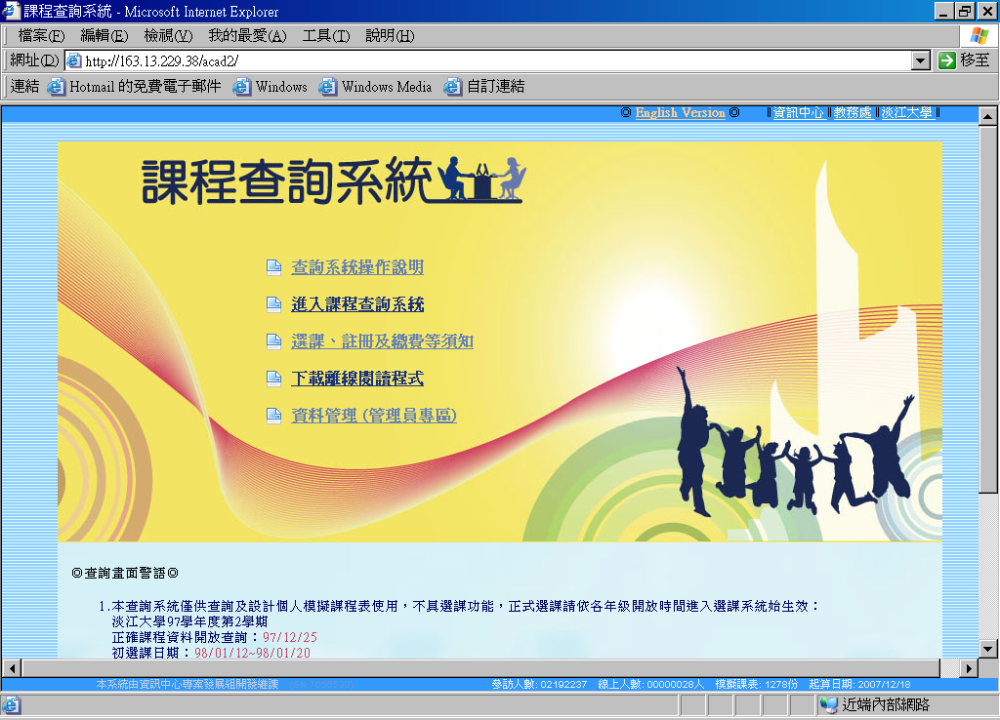 課程查詢系統 - Microsoft Internet Explorer
檔案(F) 編輯(E) 檢視(V) 我的最愛(A) 工具(T) 說明(H)
網址(D) http://163.13.229.38/acad2/ 移至
連結 Hotmail 的免費電子郵件 Windows Windows Media 自訂連結
◎ English Version ◎ ∥資訊中心∥教務處∥淡江大學∥
課程查詢系統
查詢系統操作說明
進入課程查詢系統
選課、註冊及繳費等須知
下載離線閱讀程式
資料管理 (管理員專區)
◎查詢畫面警語◎
1.本查詢系統僅供查詢及設計個人模擬課程表使用，不具選課功能，正式選課請依各年級開放時間進入選課系統始生效：
淡江大學97學年度第2學期
正確課程資料開放查詢：97/12/25
初選課日期：98/01/12~98/01/20
本系統由資訊中心專案發展組開發維護
參訪人數: 02192237 線上人數: 00000028人 模擬課表: 1278份 起算日期: 2007/12/18
近端內部網路